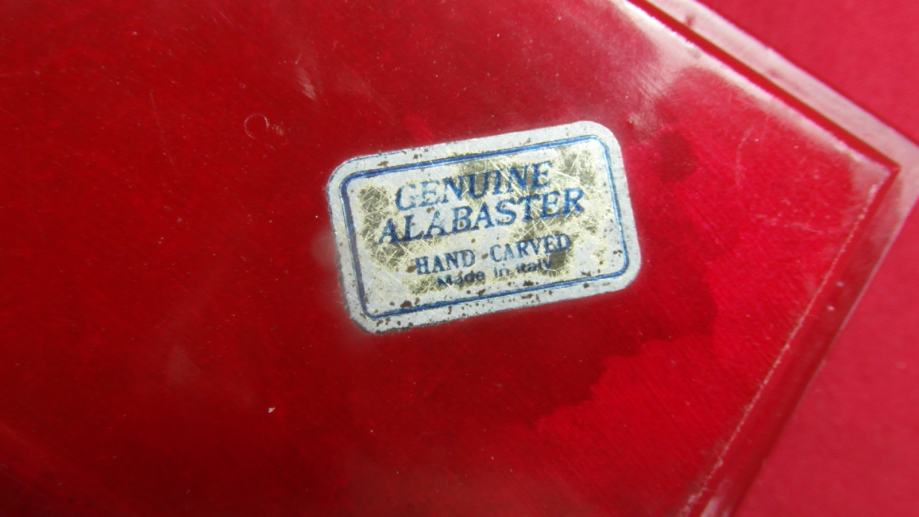 GENUINE
ALABASTER
HAND CARVED
Made in Italy